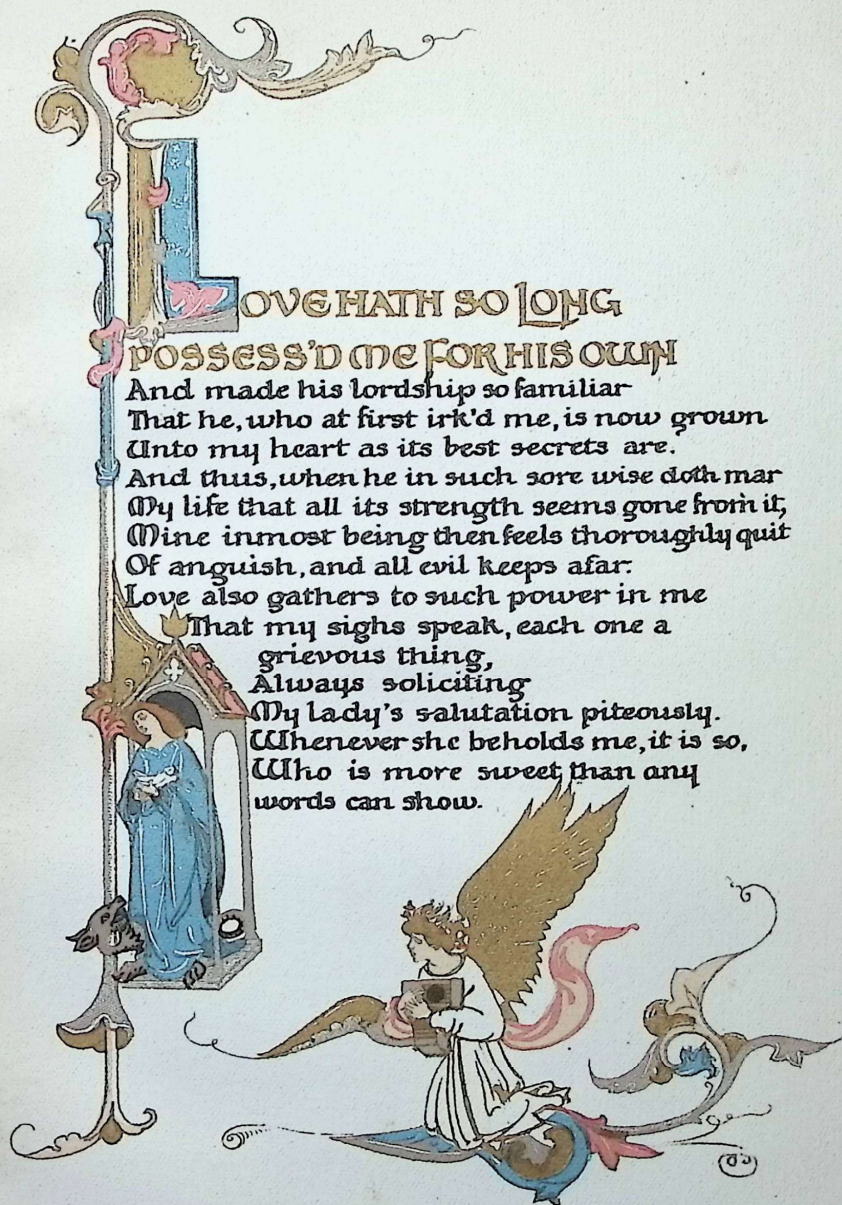 LOVE HATH SO LONG
POSSESS'D ME FOR HIS OWN
And made his lordship so familiar
That he, who at first irk'd me, is now grown
Unto my heart as its best secrets are.
And thus, when he in such sore wise doth mar
My life that all its strength seems gone from it,
Mine inmost being then feels thoroughly quit
Of anguish, and all evil keeps afar.
Love also gathers to such power in me
That my sighs speak, each one a
grievous thing,
Always soliciting
My lady's salutation piteously.
Whenever she beholds me, it is so,
Who is more sweet than any
words can show.